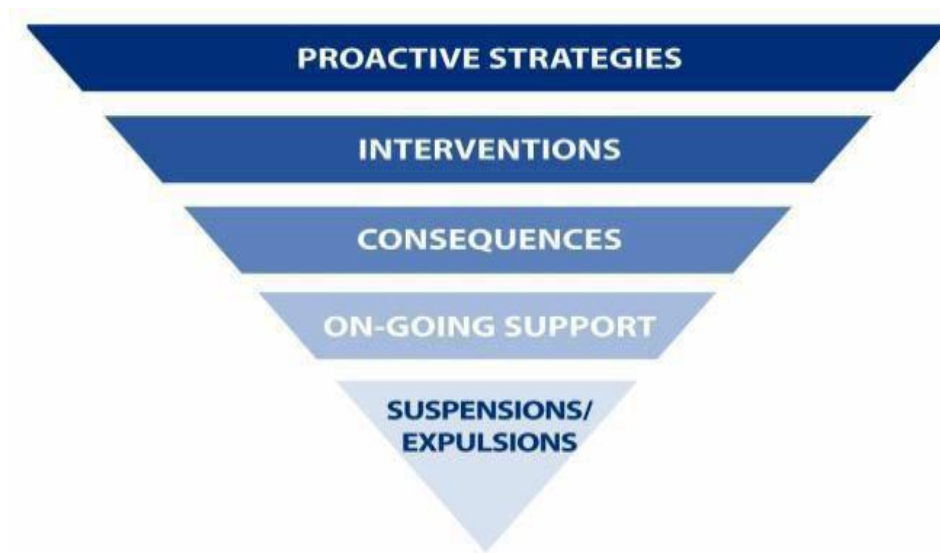 PROACTIVE STRATEGIES
INTERVENTIONS
CONSEQUENCES
ON-GOING SUPPORT
SUSPENSIONS/
EXPULSIONS